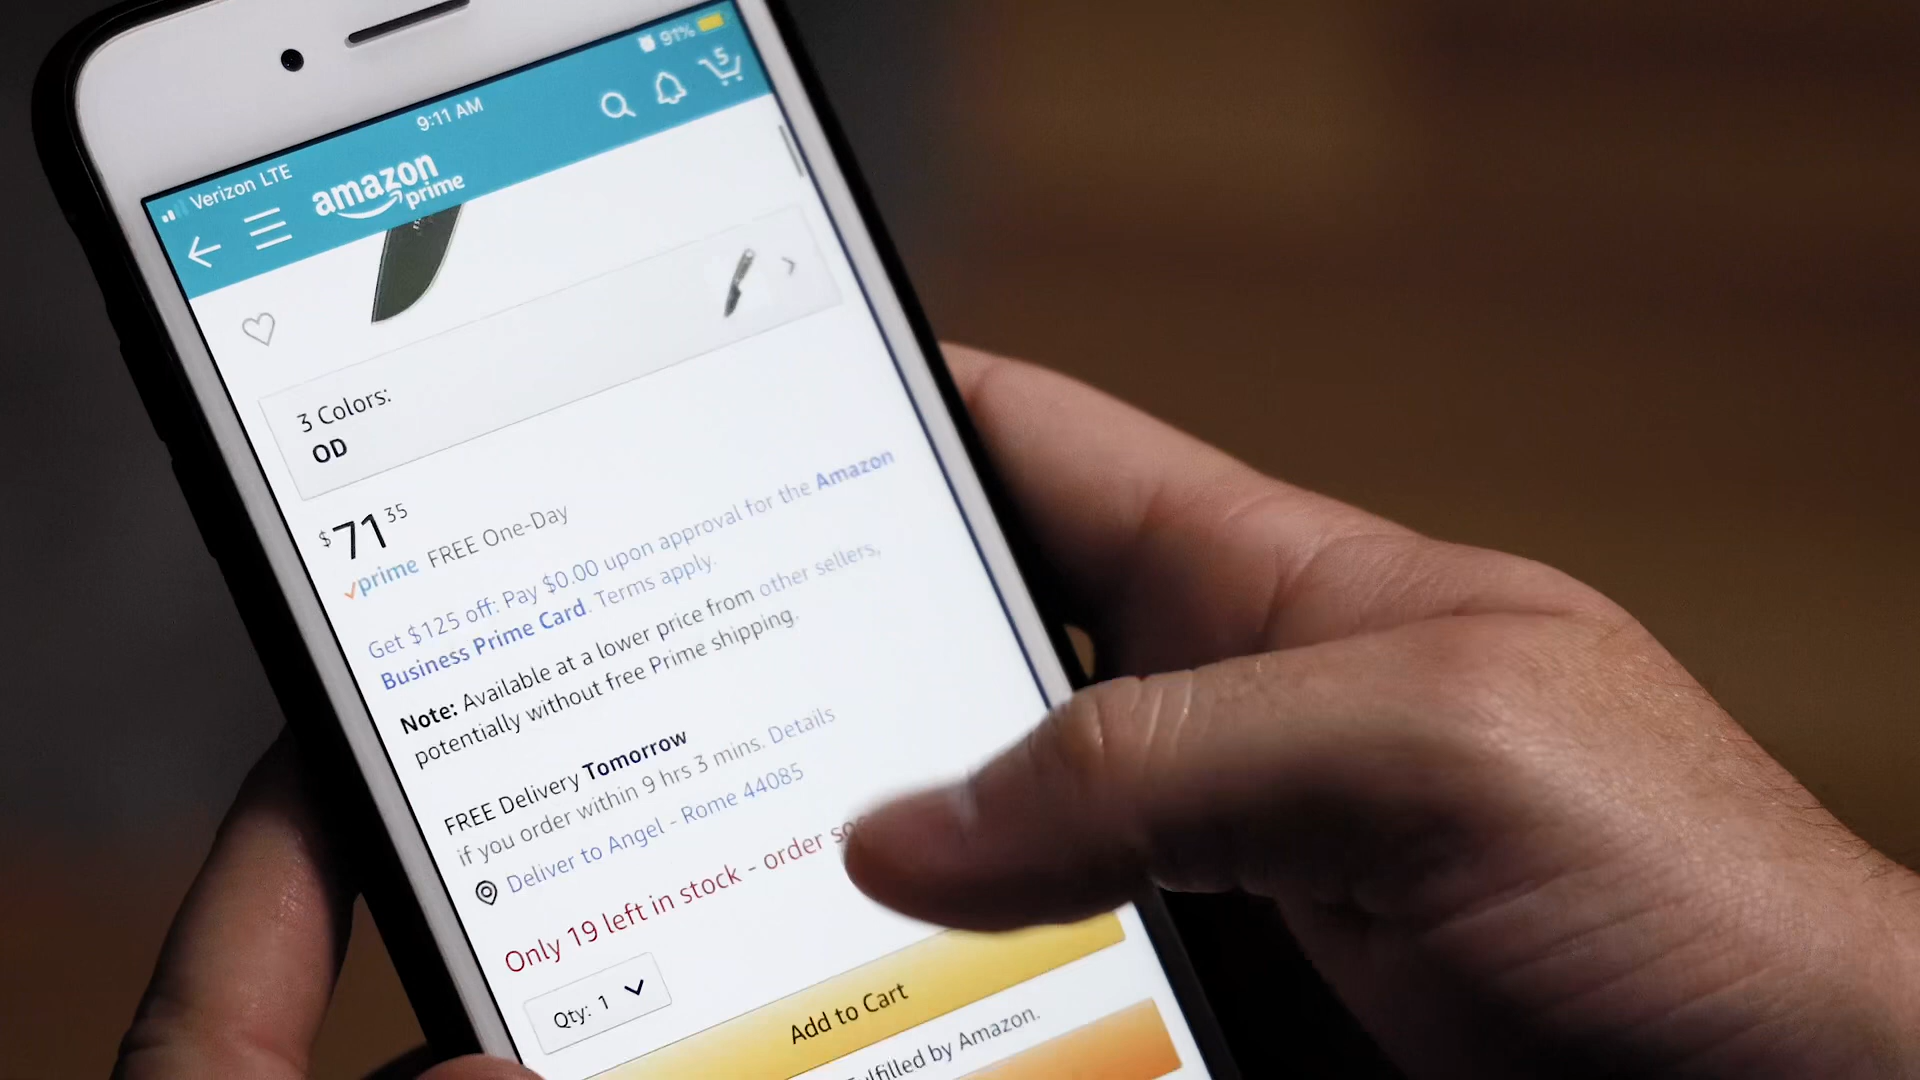 Verizon LTE
9:11 AM
91%
amazon
prime
5
3 Colors:
OD
$71 35
prime FREE One-Day
Get $125 off: Pay $0.00 upon approval for the Amazon
Business Prime Card. Terms apply.
Note: Available at a lower price from other sellers,
potentially without free Prime shipping.
FREE Delivery Tomorrow
if you order within 9 hrs 3 mins. Details
Deliver to Angel - Rome 44085
Only 19 left in stock - order
Qty: 1
Add to Cart
by Amazon.